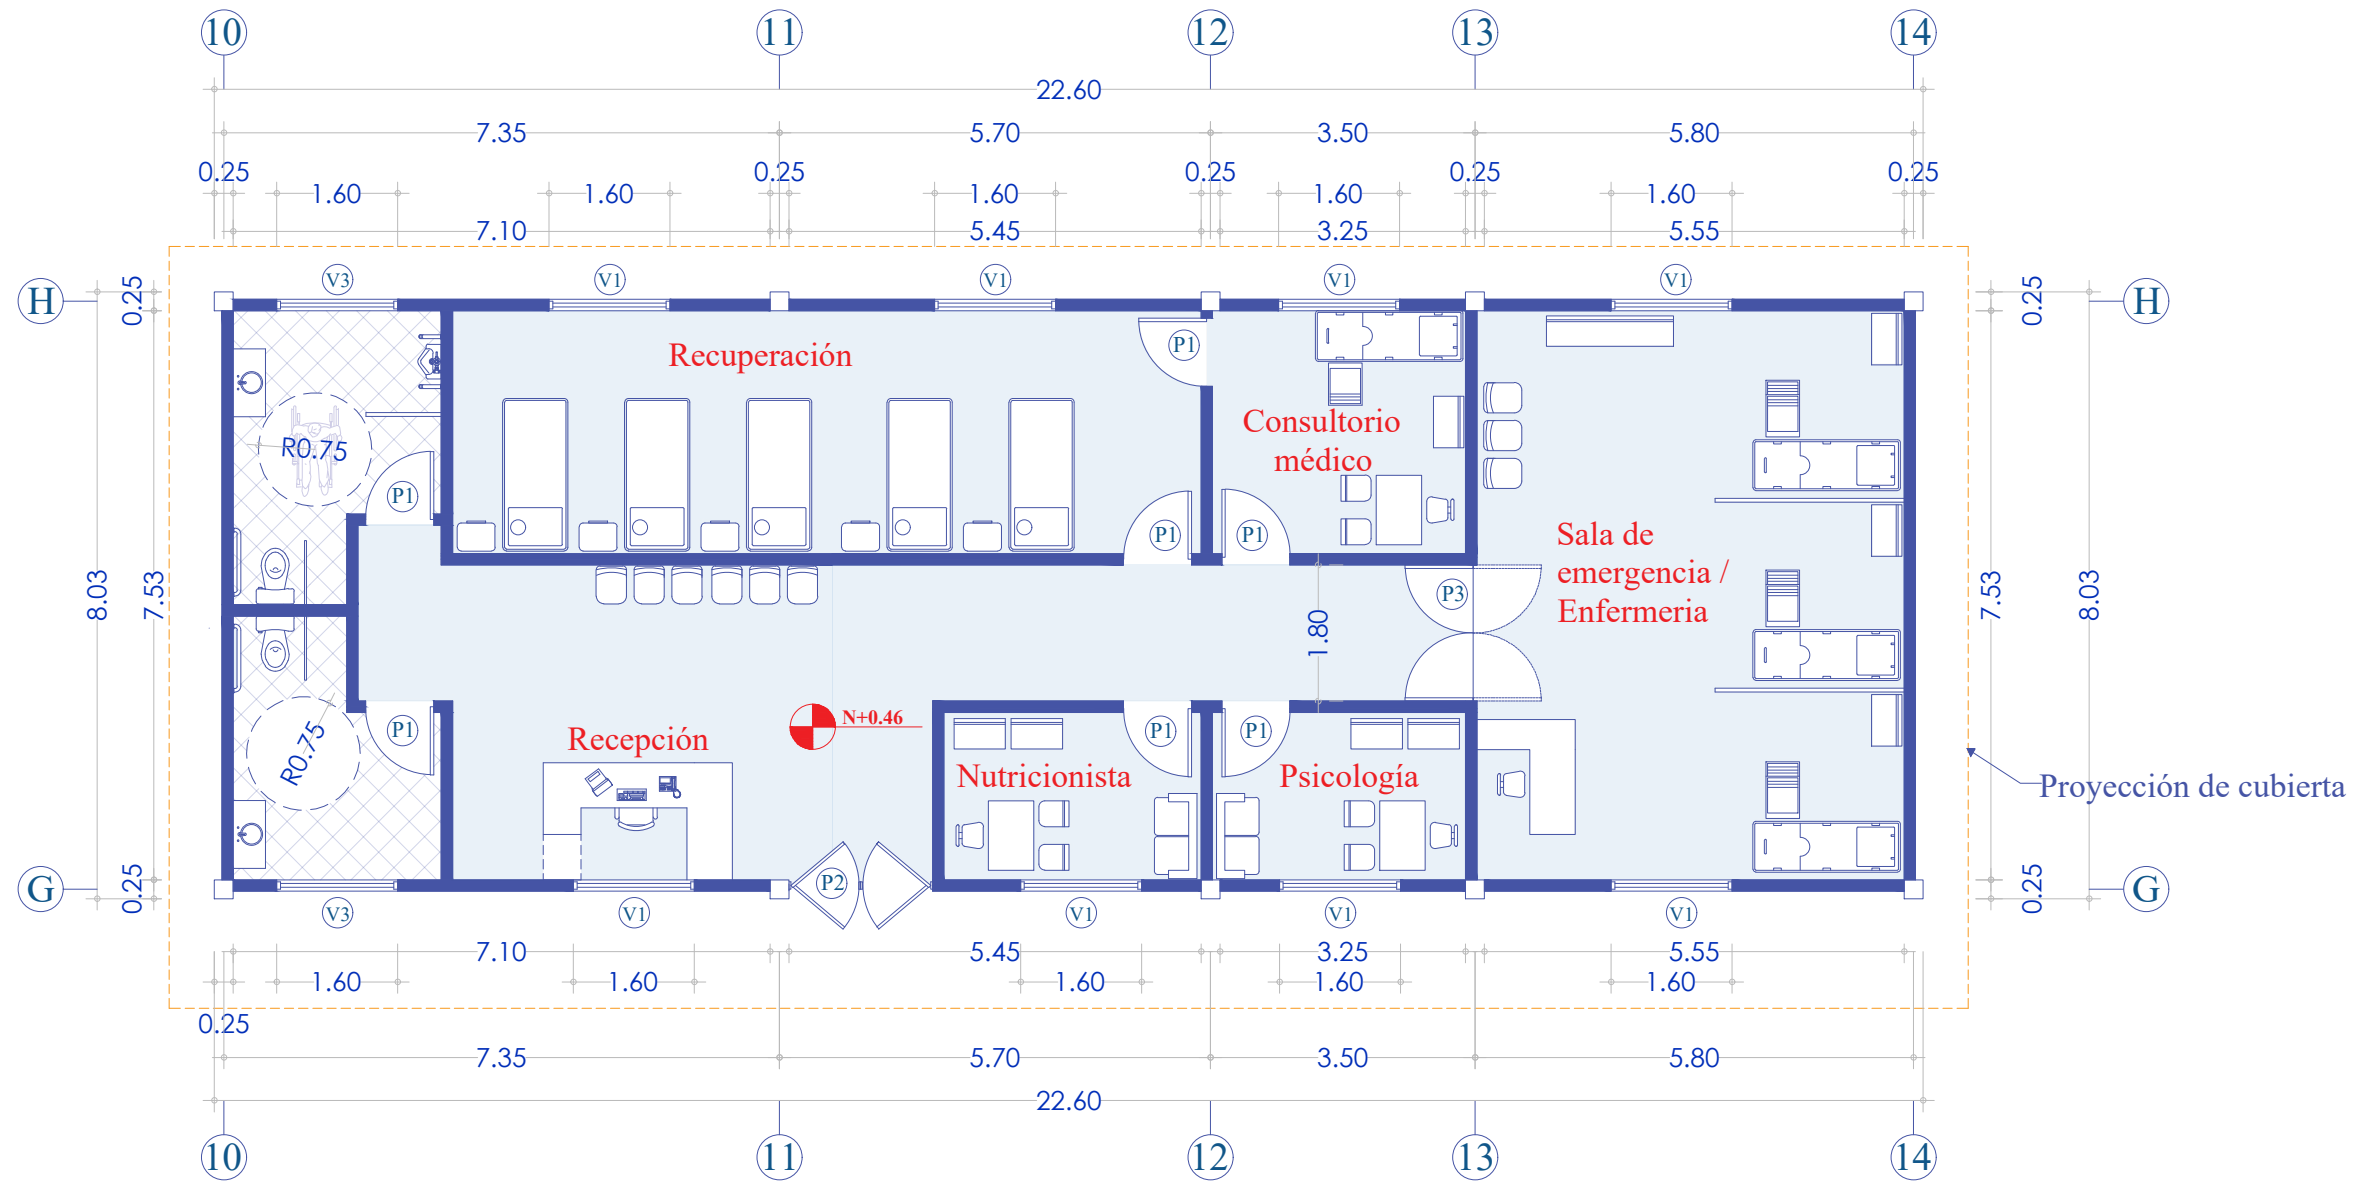 10 11 12 13 14
22.60
7.35 5.70 3.50 5.80
0.25 0.25 0.25 0.25 0.25
1.60 1.60 1.60 1.60 1.60
7.10 5.45 3.25 5.55
V3 V1 V1 V1 V1
H 0.25 0.25 H
P1
Recuperación
Consultorio
médico
R0.75
P1
P1 P1
Sala de
emergencia /
Enfermeria
P3
8.03 7.53 7.53 8.03
1.80
N+0.46
P1 P1 P1
Recepción
R0.75
Nutricionista Psicología
Proyección de cubierta
P2
G 0.25 0.25 G
V3 V1 V1 V1 V1
7.10 5.45 3.25 5.55
1.60 1.60 1.60 1.60 1.60
0.25
7.35 5.70 3.50 5.80
22.60
10 11 12 13 14